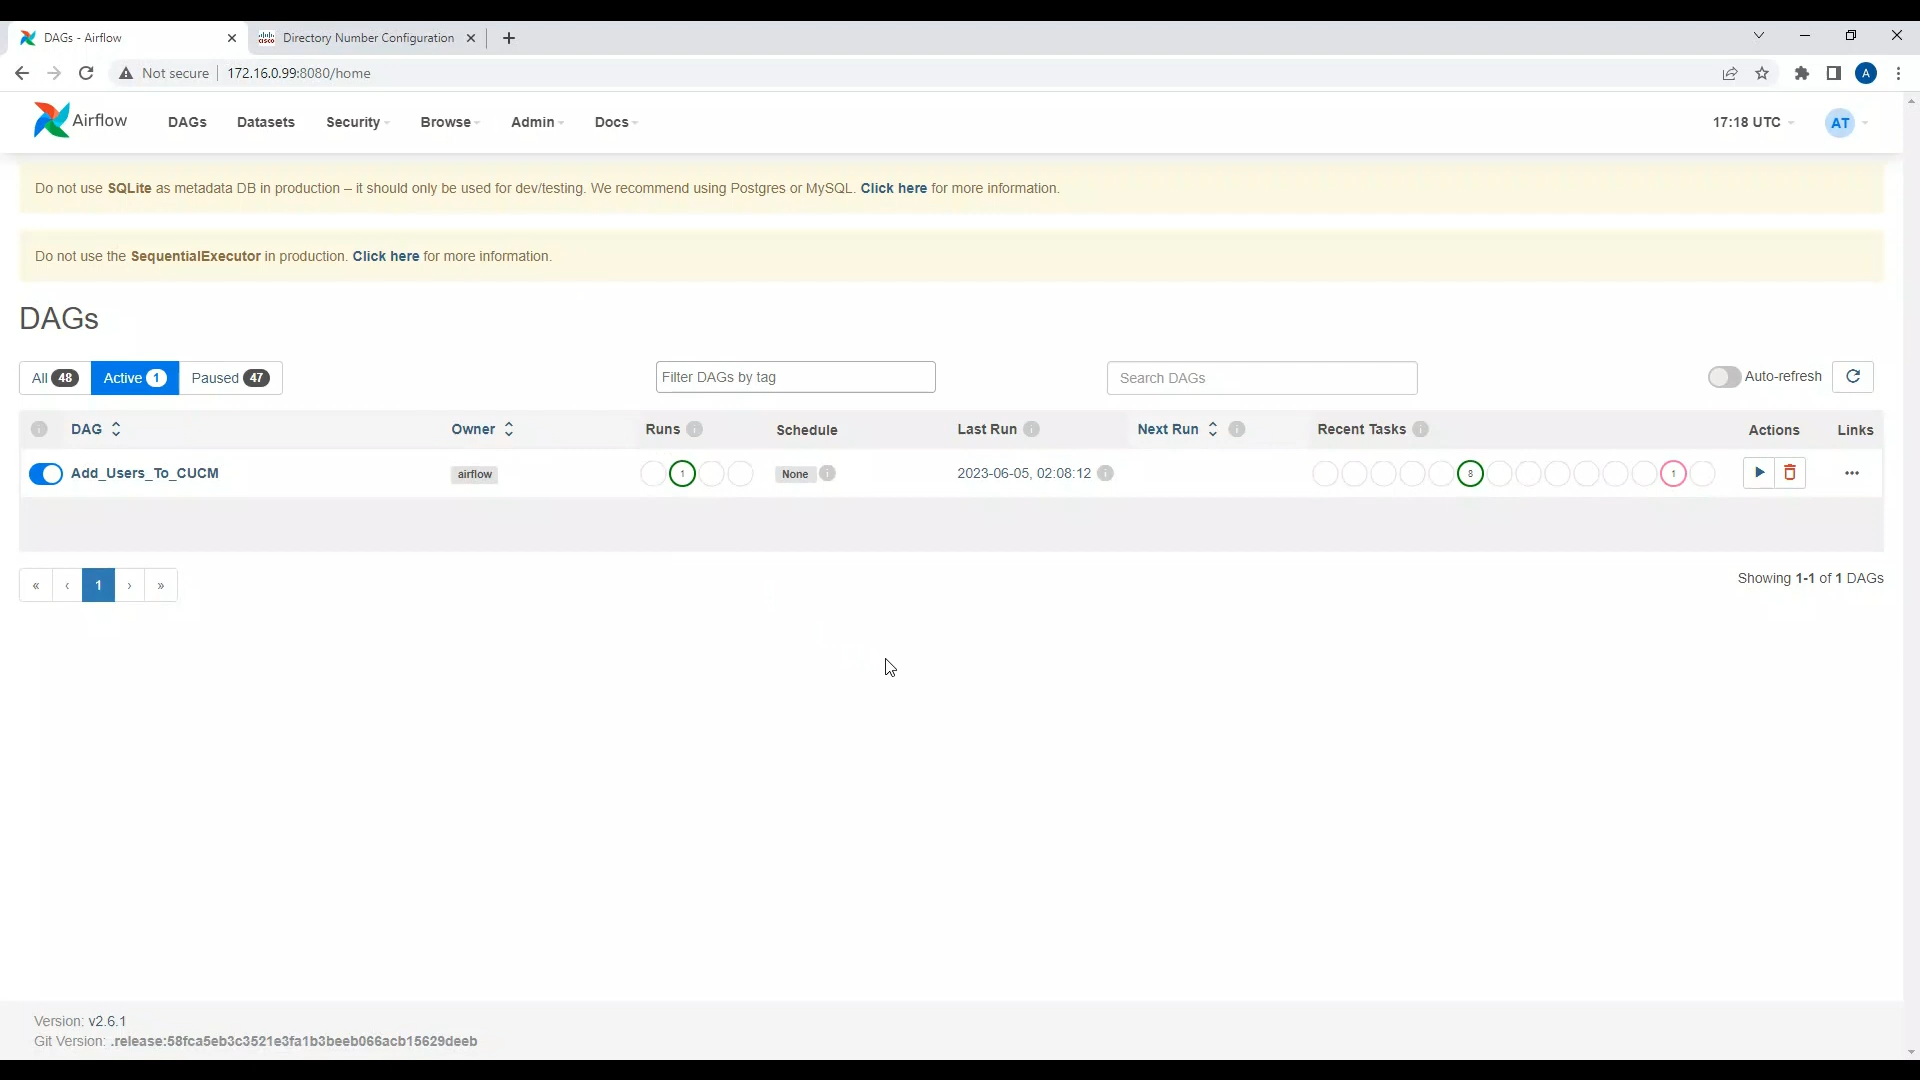 DAGs - Airflow
Directory Number Configuration
Not secure 172.16.0.99:8080/home
A
Airflow DAGs Datasets Security Browse Admin Docs 17:18 UTC AT
Do not use SQLite as metadata DB in production – it should only be used for dev/testing. We recommend using Postgres or MySQL. Click here for more information.
Do not use the SequentialExecutor in production. Click here for more information.
DAGs
All 48 Active 1 Paused 47 Filter DAGs by tag Search DAGs Auto-refresh
DAG Owner Runs Schedule Last Run Next Run Recent Tasks Actions Links
Add_Users_To_CUCM airflow 1 None 2023-06-05, 02:08:12 8 1 •••
« ‹ 1 › »
Showing 1-1 of 1 DAGs
Version: v2.6.1
Git Version: .release:58fca5eb3c3521e3fa1b3beeb066acb15629deeb